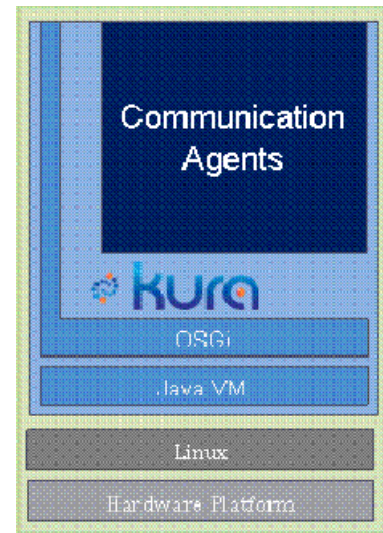 Communication
Agents
kura
OSGi
Java VM
Linux
Hardware Platform